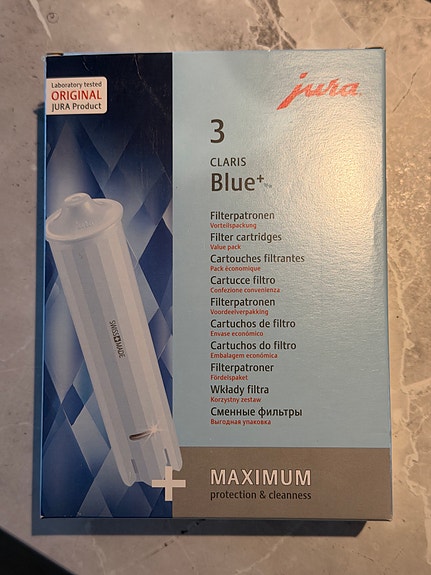 Laboratory tested
ORIGINAL
JURA Product
jura
3
CLARIS
Blue+
Filterpatronen
Vorteilspackung
Filter cartridges
Value pack
Cartouches filtrantes
Pack économique
Cartucce filtro
Confezione convenienza
Filterpatronen
Voordeelverpakking
Cartuchos de filtro
Envase económico
Cartuchos do filtro
Embalagem económica
Filterpatroner
Fördelspaket
Wkłady filtra
Korzystny zestaw
Сменные фильтры
Выгодная упаковка
SWISS MADE
MAXIMUM
protection & cleanness